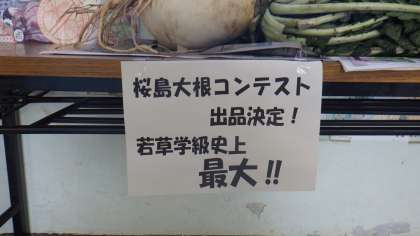 桜島大根コンテスト
出品決定！
若草学級史上
最大!!